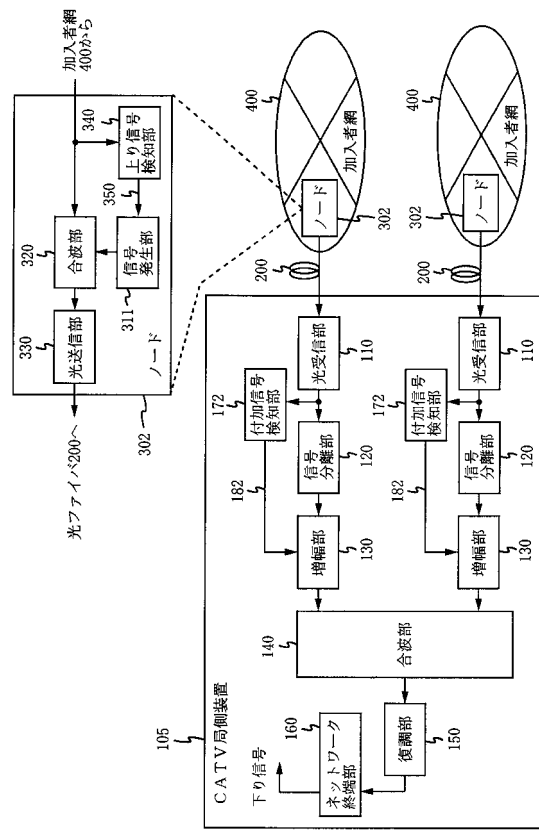 加入者網
400から
340
上り信号
検知部
350
320
合波部
信号
発生部
311
330
光送信部
ノード
302
光ファイバ200へ
400
加入者網
ノード
302
200
400
加入者網
ノード
302
200
105
CATV局側装置
光受信部
110
172
付加信号
検知部
182
信号
分離部
120
増幅部
130
光受信部
110
172
付加信号
検知部
182
信号
分離部
120
増幅部
130
140
合波部
復調部
150
160
ネットワーク
終端部
下り信号